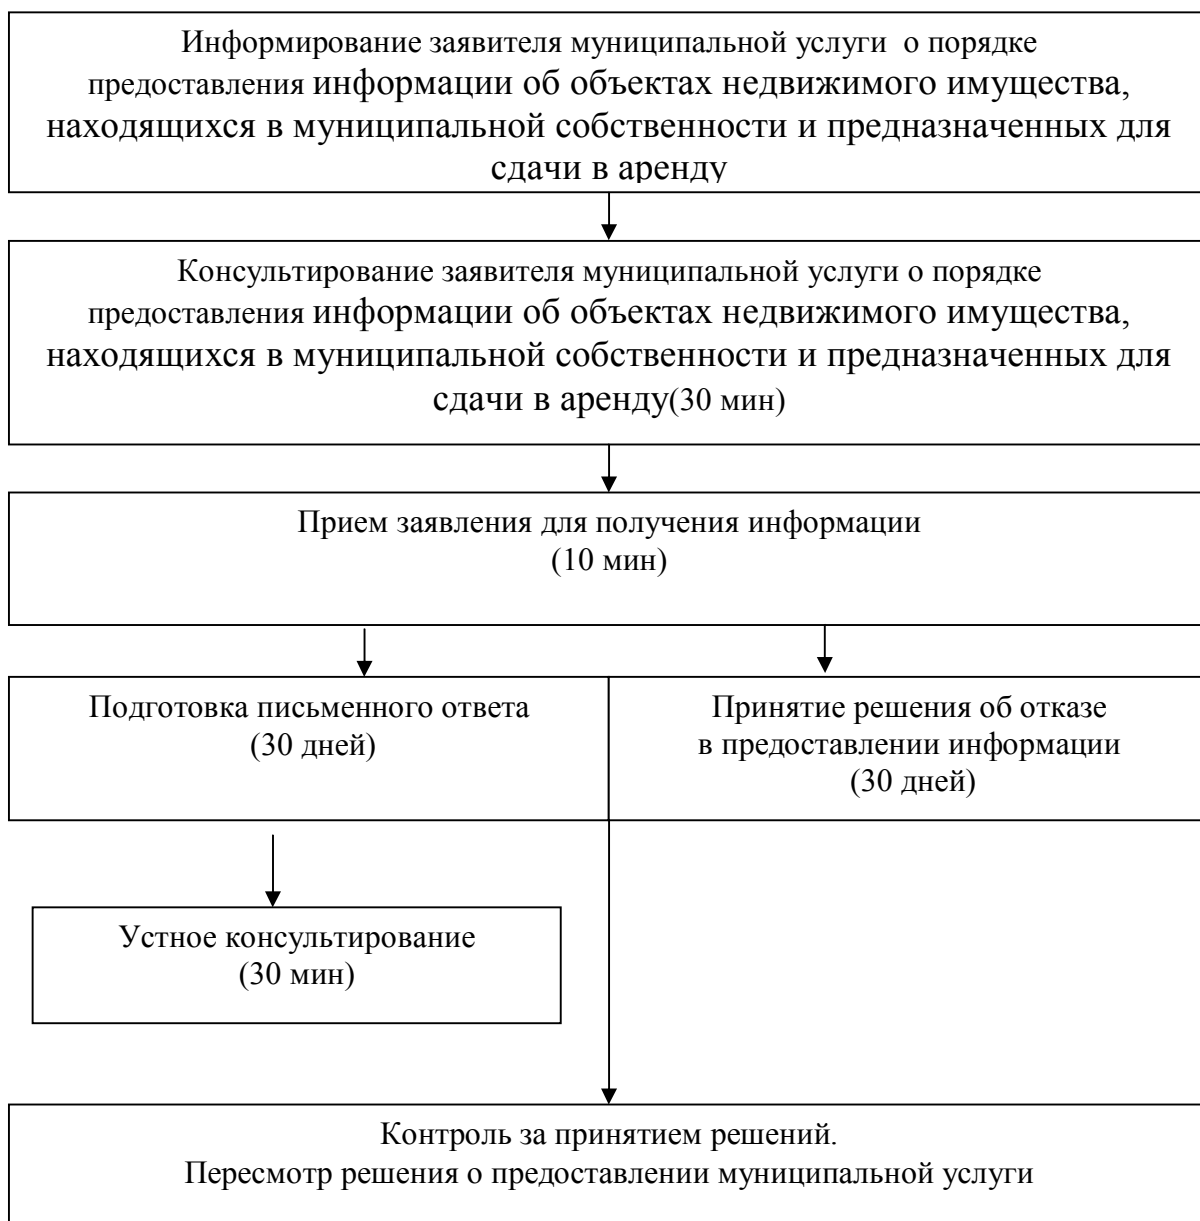 Информирование заявителя муниципальной услуги о порядке
предоставления информации об объектах недвижимого имущества,
находящихся в муниципальной собственности и предназначенных для
сдачи в аренду
Консультирование заявителя муниципальной услуги о порядке
предоставления информации об объектах недвижимого имущества,
находящихся в муниципальной собственности и предназначенных для
сдачи в аренду(30 мин)
Прием заявления для получения информации
(10 мин)
Подготовка письменного ответа
(30 дней)
Принятие решения об отказе
в предоставлении информации
(30 дней)
Устное консультирование
(30 мин)
Контроль за принятием решений.
Пересмотр решения о предоставлении муниципальной услуги